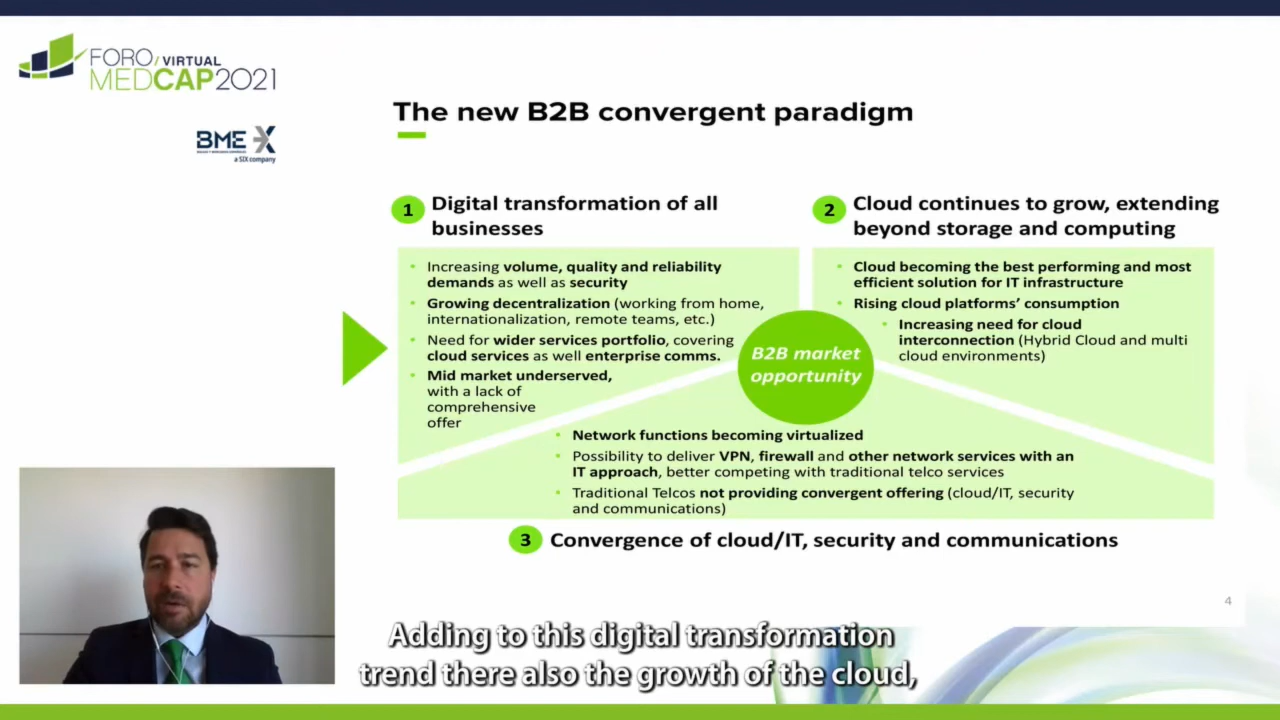 FORO/VIRTUAL
MEDCAP2021
BME X
a SIX company
The new B2B convergent paradigm
1
Digital transformation of all
businesses
• Increasing volume, quality and reliability
demands as well as security
• Growing decentralization (working from home,
internationalization, remote teams, etc.)
• Need for wider services portfolio, covering
cloud services as well enterprise comms.
• Mid market underserved,
with a lack of
comprehensive
offer
2
Cloud continues to grow, extending
beyond storage and computing
• Cloud becoming the best performing and most
efficient solution for IT infrastructure
• Rising cloud platforms’ consumption
• Increasing need for cloud
interconnection (Hybrid Cloud and multi
cloud environments)
B2B market
opportunity
• Network functions becoming virtualized
• Possibility to deliver VPN, firewall and other network services with an
IT approach, better competing with traditional telco services
• Traditional Telcos not providing convergent offering (cloud/IT, security
and communications)
3
Convergence of cloud/IT, security and communications
4
Adding to this digital transformation
trend there also the growth of the cloud,